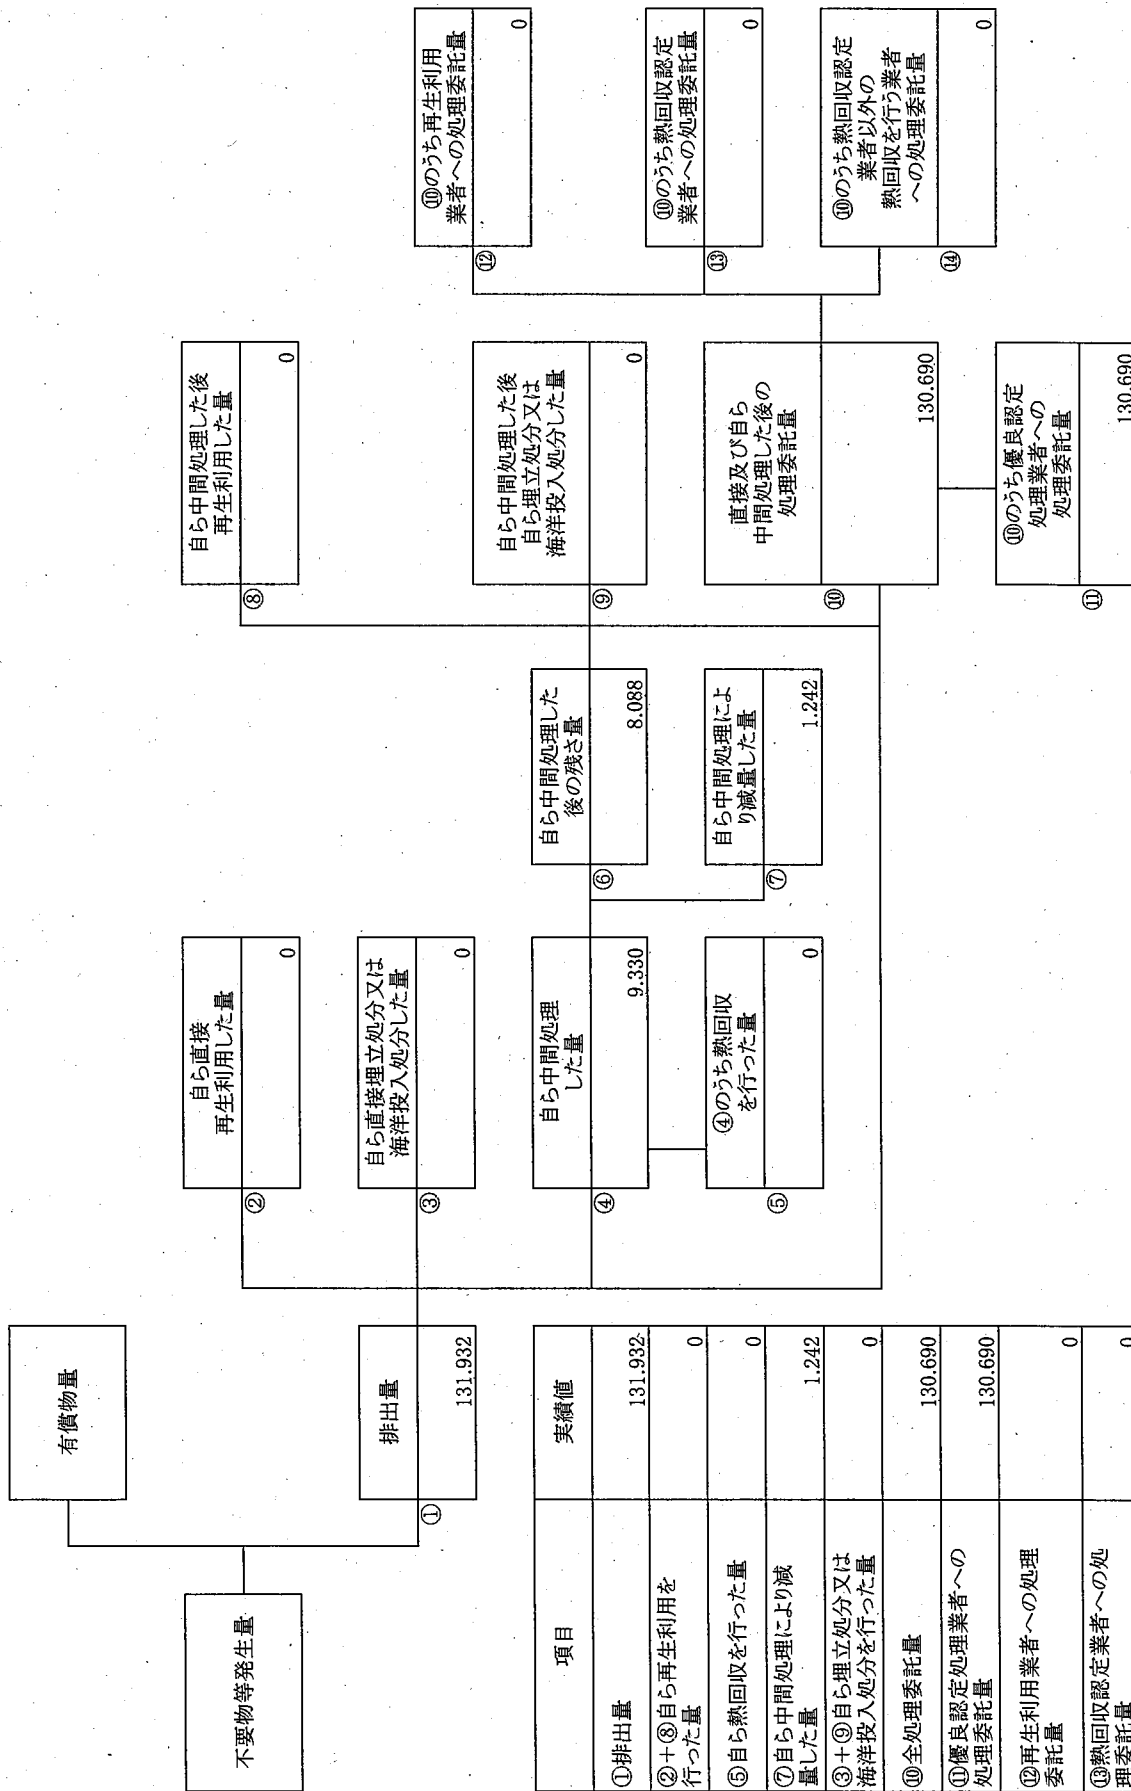 不要物等発生量
有償物量
排出量
①
131.932
自ら直接
再生利用した量
②
0
自ら直接埋立処分又は
海洋投入処分した量
③
0
自ら中間処理
した量
④
9.330
④のうち熱回収
を行った量
⑤
0
自ら中間処理した
後の残さ量
⑥
8.088
自ら中間処理によ
り減量した量
⑦
1.242
自ら中間処理した後
再生利用した量
⑧
0
自ら中間処理した後
自ら埋立処分又は
海洋投入処分した量
⑨
0
直接及び自ら
中間処理した後の
処理委託量
⑩
130.690
⑩のうち優良認定
処理業者への
処理委託量
⑪
130.690
⑩のうち再生利用
業者への処理委託量
⑫
0
⑩のうち熱回収認定
業者への処理委託量
⑬
0
⑩のうち熱回収認定
業者以外の
熱回収を行う業者
への処理委託量
⑭
0
項目 実績値
①排出量 131.932
②+⑧自ら再生利用を
行った量 0
⑤自ら熱回収を行った量 0
⑦自ら中間処理により減
量した量 1.242
③+⑨自ら埋立処分又は
海洋投入処分を行った量 0
⑩全処理委託量 130.690
⑪優良認定処理業者への
処理委託量 130.690
⑫再生利用業者への処理
委託量 0
⑬熱回収認定業者への処
理委託量 0